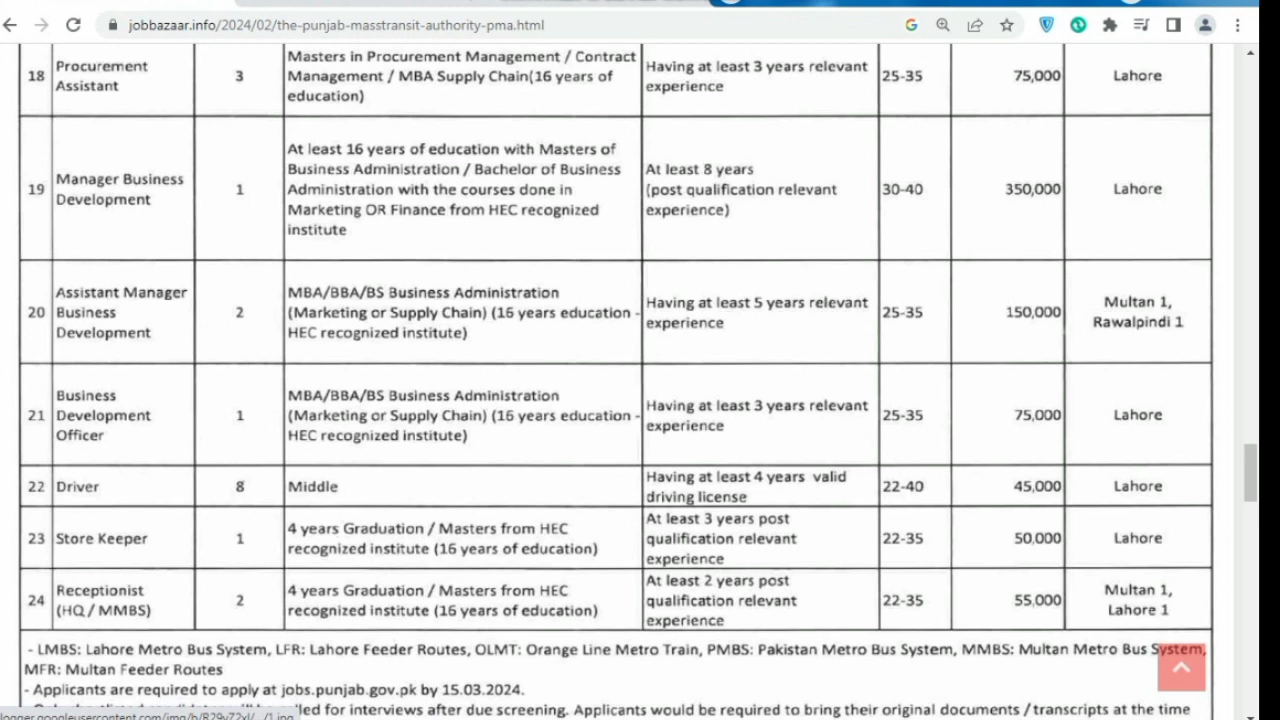 jobbazaar.info/2024/02/the-punjab-masstransit-authority-pma.html
18 Procurement Assistant 3 Masters in Procurement Management / Contract Management / MBA Supply Chain(16 years of education) Having at least 3 years relevant experience 25-35 75,000 Lahore
19 Manager Business Development 1 At least 16 years of education with Masters of Business Administration / Bachelor of Business Administration with the courses done in Marketing OR Finance from HEC recognized institute At least 8 years (post qualification relevant experience) 30-40 350,000 Lahore
20 Assistant Manager Business Development 2 MBA/BBA/BS Business Administration (Marketing or Supply Chain) (16 years education - HEC recognized institute) Having at least 5 years relevant experience 25-35 150,000 Multan 1, Rawalpindi 1
21 Business Development Officer 1 MBA/BBA/BS Business Administration (Marketing or Supply Chain) (16 years education - HEC recognized institute) Having at least 3 years relevant experience 25-35 75,000 Lahore
22 Driver 8 Middle Having at least 4 years valid driving license 22-40 45,000 Lahore
23 Store Keeper 1 4 years Graduation / Masters from HEC recognized institute (16 years of education) At least 3 years post qualification relevant experience 22-35 50,000 Lahore
24 Receptionist (HQ / MMBS) 2 4 years Graduation / Masters from HEC recognized institute (16 years of education) At least 2 years post qualification relevant experience 22-35 55,000 Multan 1, Lahore 1
- LMBS: Lahore Metro Bus System, LFR: Lahore Feeder Routes, OLMT: Orange Line Metro Train, PMBS: Pakistan Metro Bus System, MMBS: Multan Metro Bus System,
MFR: Multan Feeder Routes
- Applicants are required to apply at jobs.punjab.gov.pk by 15.03.2024.
for interviews after due screening. Applicants would be required to bring their original documents / transcripts at the time